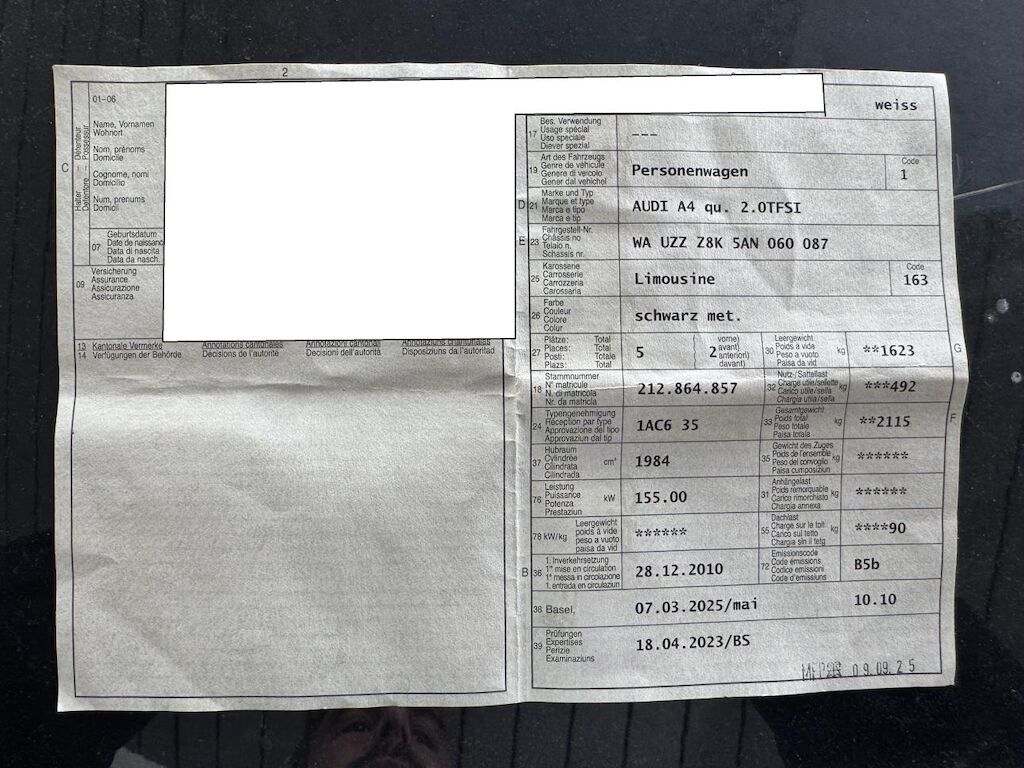 2
01-06
C
Halter — Détenteur
Detentore — Possessur
Name, Vornamen
Wohnort
Nom, prénoms
Domicile
Cognome, nomi
Domicilio
Num, prenums
Domicil
07
Geburtsdatum
Date de naissanc
Data di nascita
Data da nasch.
09
Versicherung
Assurance
Assicurazione
Assicuranza
13 Kantonale Vermerke
14 Verfügungen der Behörde
Annotations cantonales
Décisions de l'autorité
Annotazioni cantonali
Decisioni dell'autorità
Annotaziuns chantunalas
Disposiziuns da l'autoritad
weiss
17
Bes. Verwendung
Usage spécial
Uso speciale
Diever spezial
---
19
Art des Fahrzeugs
Genre de véhicule
Genere di veicolo
Gener dal vehichel
Personenwagen
Code
1
D 21
Marke und Typ
Marque et type
Marca e tipo
Marca e tip
AUDI A4 qu. 2.0TFSI
E 23
Fahrgestell-Nr.
Châssis no
Telaio n.
Schassis nr.
WA UZZ Z8K 5AN 060 087
25
Karosserie
Carrosserie
Carrozzeria
Carossaria
Limousine
Code
163
26
Farbe
Couleur
Colore
Colur
schwarz met.
27
Plätze: Total
Places: Total
Posti: Totale
Plazs: Total
5
vorne)
avant)
anteriori)
davant)
2
30
Leergewicht
Poids à vide
Peso a vuoto
Paisa da vid
kg
**1623
G
18
Stammnummer
N° matricule
N. di matricola
Nr. da matricla
212.864.857
32
Nutz-/Sattellast
Charge utile/sellette
Carico utile/sella
Chargia utila/sella
kg
***492
24
Typengenehmigung
Réception par type
Approvazione del tipo
Approvaziun dal tip
1AC6 35
33
Gesamtgewicht
Poids total
Peso totale
Paisa totala
kg
**2115
F
37
Hubraum
Cylindrée
Cilindrata
Cilindrada
cm³
1984
35
Gewicht des Zuges
Poids de l'ensemble
Peso del convoglio
Paisa cumposiziun
kg
******
76
Leistung
Puissance
Potenza
Prestaziun
kW
155.00
31
Anhängelast
Poids remorquable
Carico rimorchiato
Chargia annexa
kg
******
78 kW/kg
Leergewicht
poids à vide
peso a vuoto
paisa da vid
******
55
Dachlast
Charge sur le toit
Carico sul tetto
Chargia sin il tetg
kg
****90
B 36
1. Inverkehrsetzung
1re mise en circulation
1a messa in circolazione
1. entrada en circulaziun
28.12.2010
72
Emissionscode
Code émissions
Codice emissioni
Code d'emissiuns
B5b
38 Basel,
07.03.2025/mai
10.10
39
Prüfungen
Expertises
Perizie
Examinaziuns
18.04.2023/BS
09.09.25